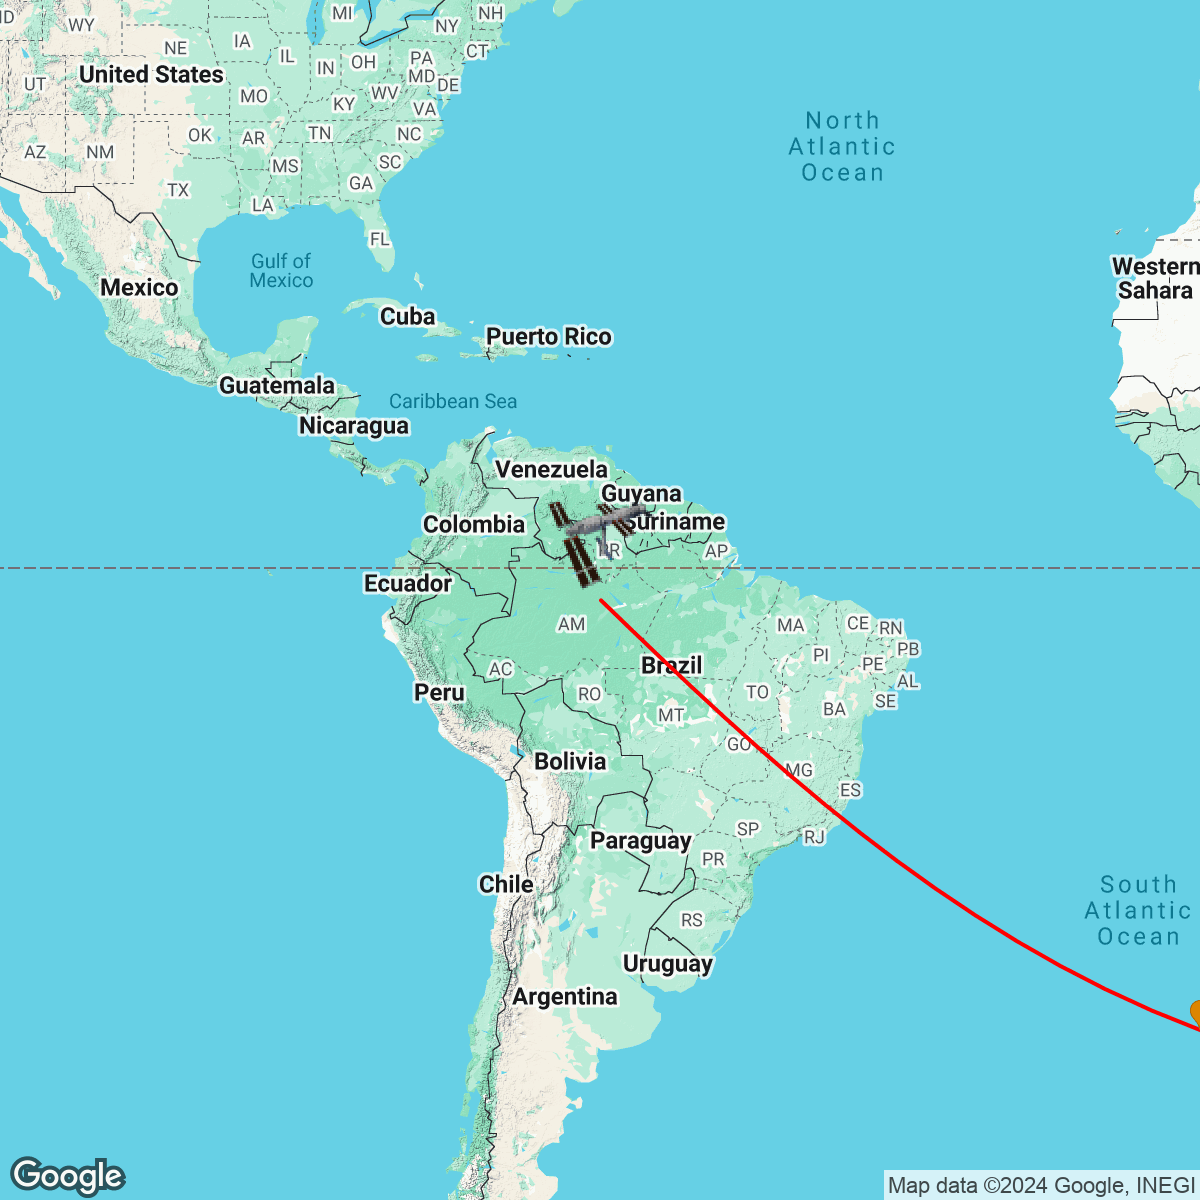 MI
NH
ID
WY
NY
IA
NE
IL
OH
PA
CT
United States
IN
MD
DE
UT
MO
WV
KY
VA
North
Atlantic
Ocean
OK
AR
TN
NC
AZ
NM
MS
SC
TX
GA
LA
FL
Gulf of
Mexico
Western
Sahara
Mexico
Cuba
Puerto Rico
Guatemala
Caribbean Sea
Nicaragua
Venezuela
Guyana
Colombia
Suriname
RR
AP
Ecuador
AM
MA
CE
RN
PI
PB
PE
Brazil
AC
AL
Peru
RO
TO
SE
MT
BA
GO
Bolivia
MG
ES
SP
RJ
Paraguay
PR
Chile
South
Atlantic
Ocean
RS
Uruguay
Argentina
Google
Map data ©2024 Google, INEGI